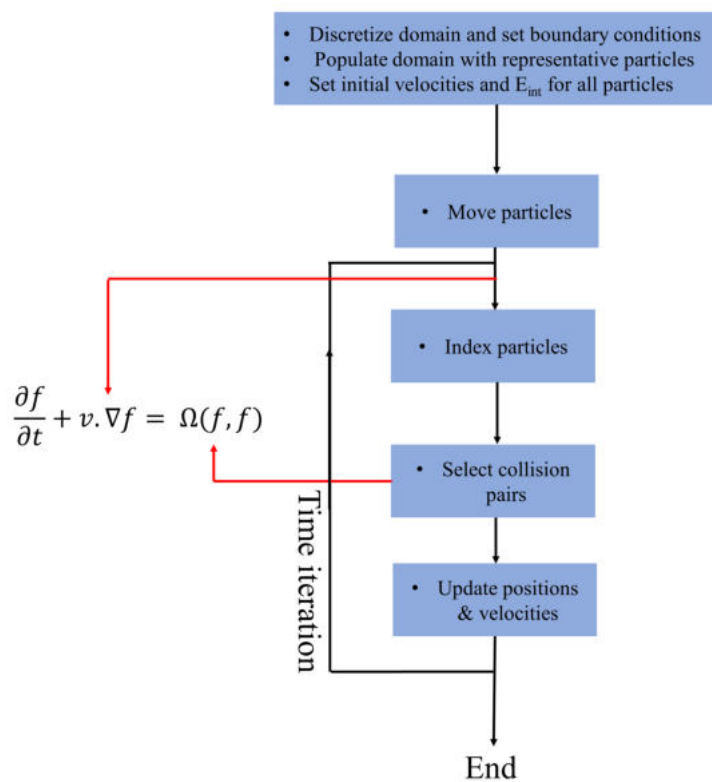 • Discretize domain and set boundary conditions
• Populate domain with representative particles
• Set initial velocities and E_int for all particles
• Move particles
• Index particles
∂f/∂t + v.∇f = Ω(f, f)
• Select collision
pairs
Time iteration
• Update positions
& velocities
End